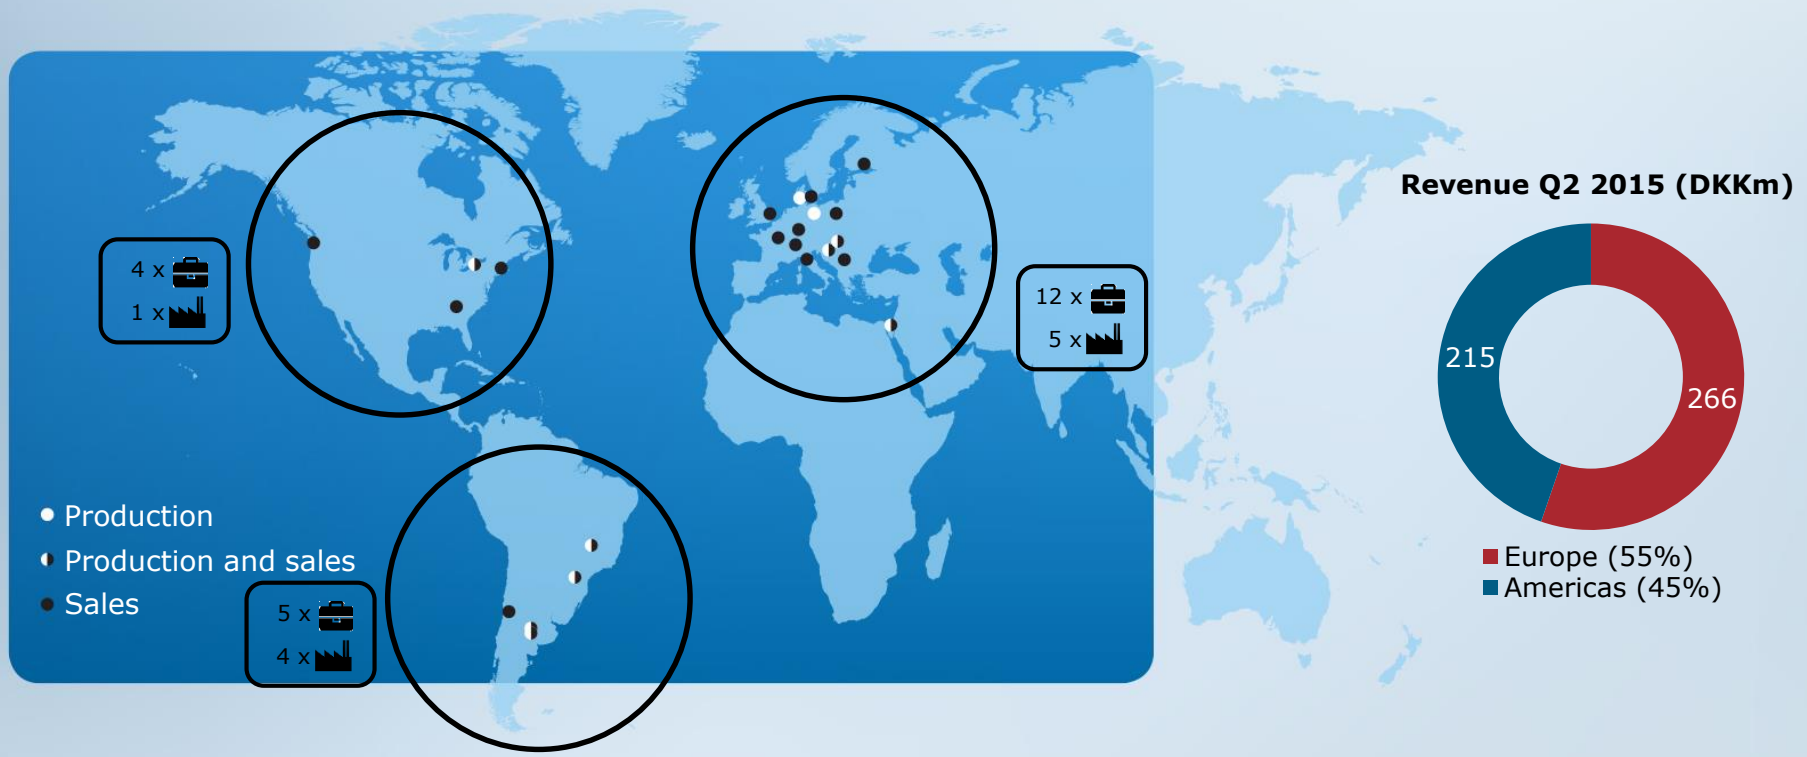 Revenue Q2 2015 (DKKm)
4 x
1 x
12 x
5 x
215
266
Production
Production and sales
Sales
5 x
4 x
Europe (55%)
Americas (45%)